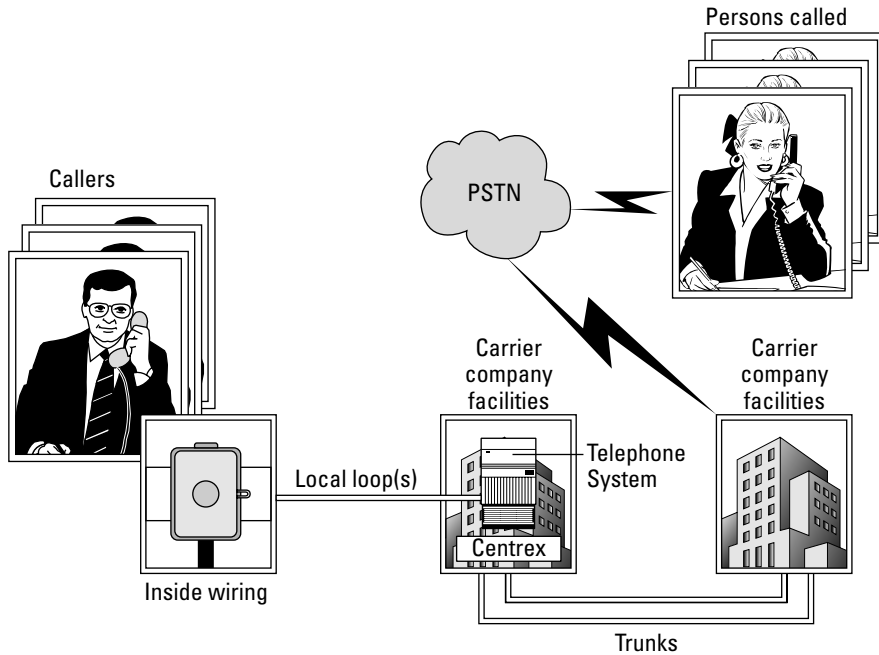 Persons called
Callers
PSTN
Carrier
company
facilities
Carrier
company
facilities
Telephone
System
Local loop(s)
Centrex
Inside wiring
Trunks